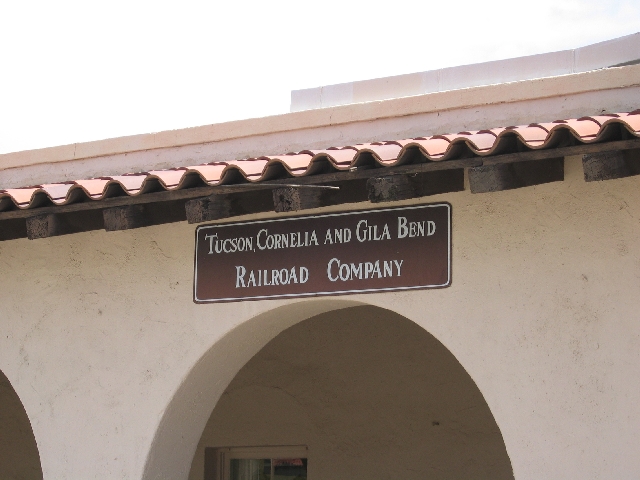 Tucson, Cornelia and Gila Bend
Railroad Company